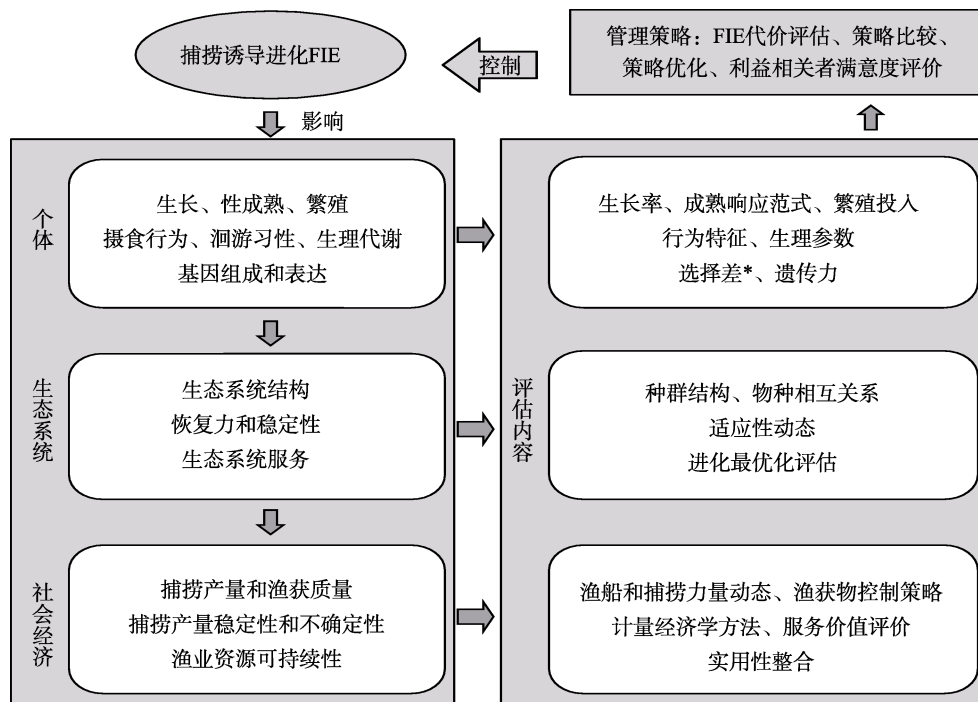 捕捞诱导进化FIE
控制
管理策略：FIE代价评估、策略比较、
策略优化、利益相关者满意度评价
影响
个体
生长、性成熟、繁殖
摄食行为、洄游习性、生理代谢
基因组成和表达
生态系统
生态系统结构
恢复力和稳定性
生态系统服务
社会经济
捕捞产量和渔获质量
捕捞产量稳定性和不确定性
渔业资源可持续性
评估内容
生长率、成熟响应范式、繁殖投入
行为特征、生理参数
选择差*、遗传力
种群结构、物种相互关系
适应性动态
进化最优化评估
渔船和捕捞力量动态、渔获物控制策略
计量经济学方法、服务价值评价
实用性整合